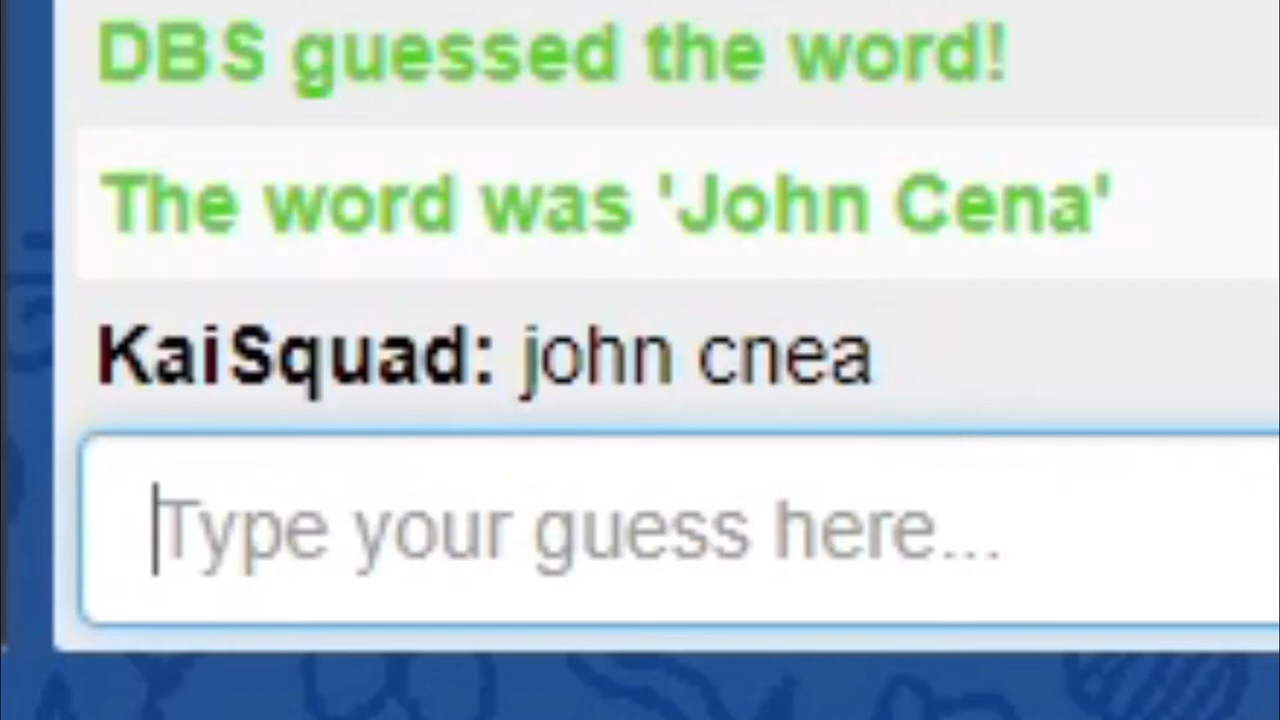 DBS guessed the word!
The word was 'John Cena'
KaiSquad: john cnea
Type your guess here...